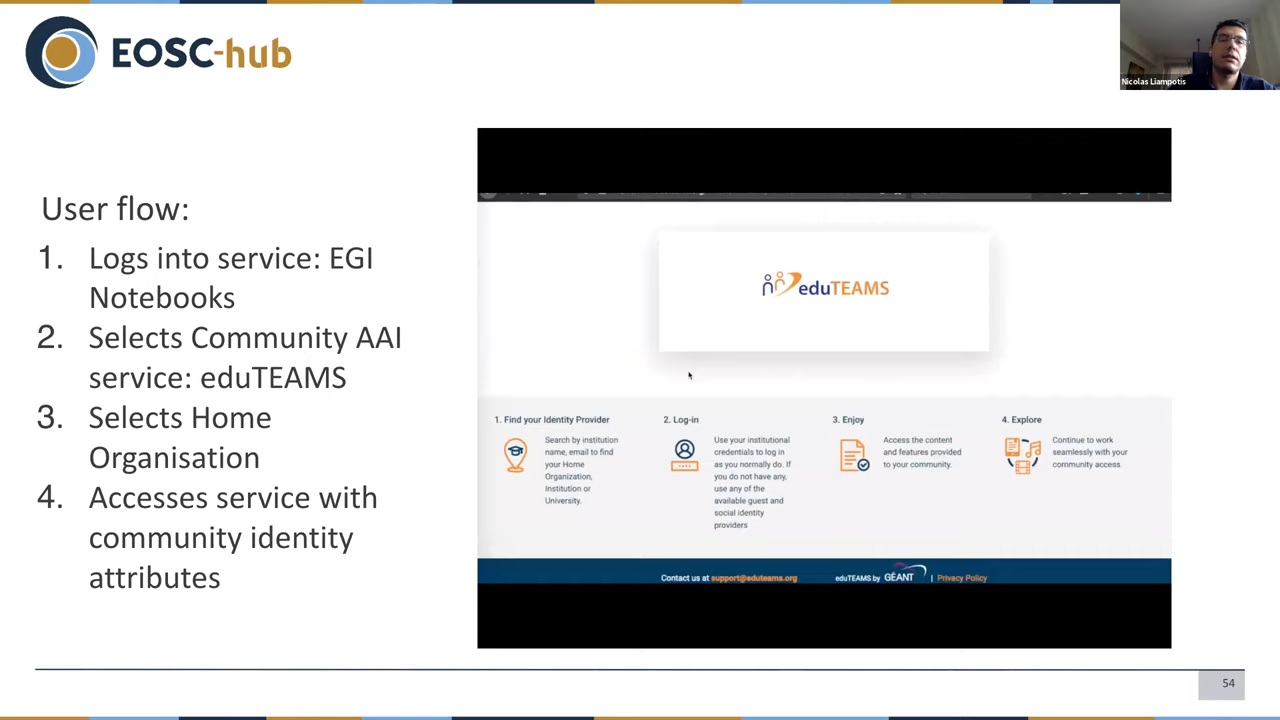 EOSC-hub
Nicolas Liampotis
User flow:
1. Logs into service: EGI
Notebooks
2. Selects Community AAI
service: eduTEAMS
3. Selects Home
Organisation
4. Accesses service with
community identity
attributes
eduTEAMS
1. Find your Identity Provider
Search by institution
name, email to find
your Home
Organization,
Institution or
University.
2. Log-in
Use your institutional
credentials to log in
as you normally do. If
you do not have any,
use any of the
available guest and
social identity
providers
3. Enjoy
Access the content
and features provided
to your community.
4. Explore
Continue to work
seamlessly with your
community access.
Contact us at support@eduteams.org
eduTEAMS by GÉANT | Privacy Policy
54